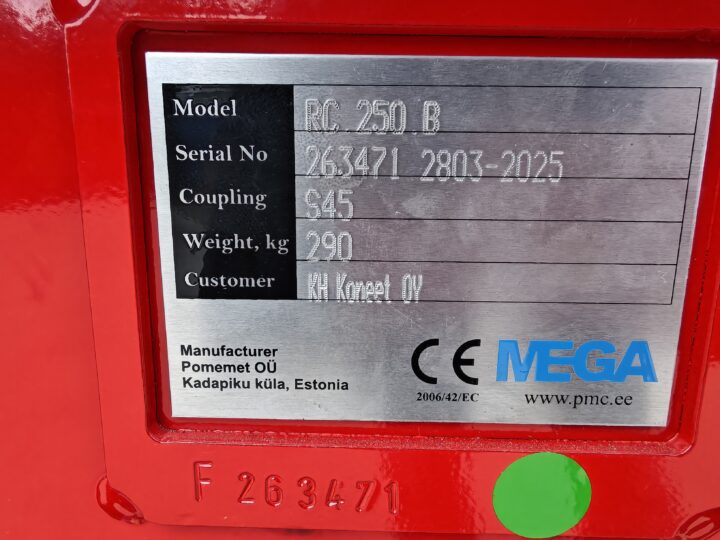 Model RC.250.B
Serial No 263471 2803-2025
Coupling S45
Weight, kg 290
Customer KH Koneet OY
Manufacturer
Pomemet OÜ
Kadapiku küla, Estonia
CE MEGA
2006/42/EC www.pmc.ee
F 263471